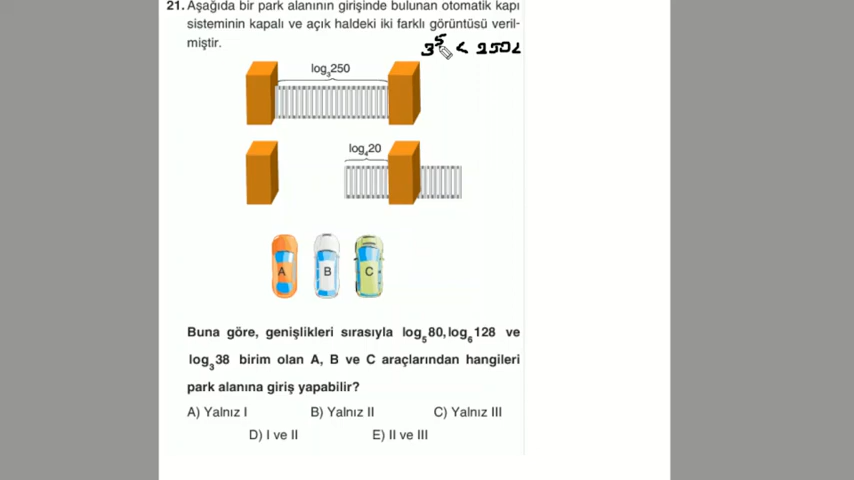 21. Aşağıda bir park alanının girişinde bulunan otomatik kapı
sisteminin kapalı ve açık haldeki iki farklı görüntüsü veril-
miştir.
3⁵ < 250 <
log₃250
log₄20
A B C
Buna göre, genişlikleri sırasıyla log₅80, log₆128 ve
log₃38 birim olan A, B ve C araçlarından hangileri
park alanına giriş yapabilir?
A) Yalnız I B) Yalnız II C) Yalnız III
D) I ve II E) II ve III